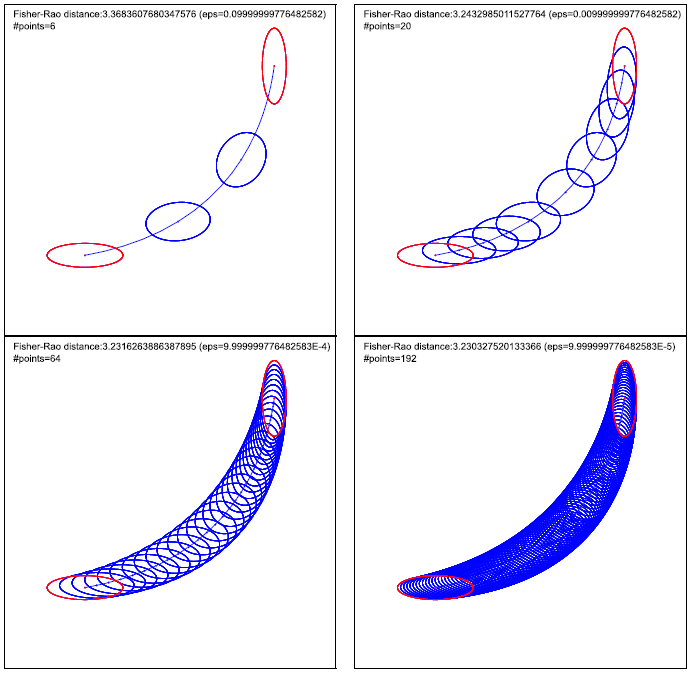 Fisher-Rao distance:3.3683607680347576 (eps=0.09999999776482582)
#points=6
Fisher-Rao distance:3.2432985011527764 (eps=0.009999999776482582)
#points=20
Fisher-Rao distance:3.2316263886387895 (eps=9.999999776482583E-4)
#points=64
Fisher-Rao distance:3.230327520133366 (eps=9.999999776482583E-5)
#points=192